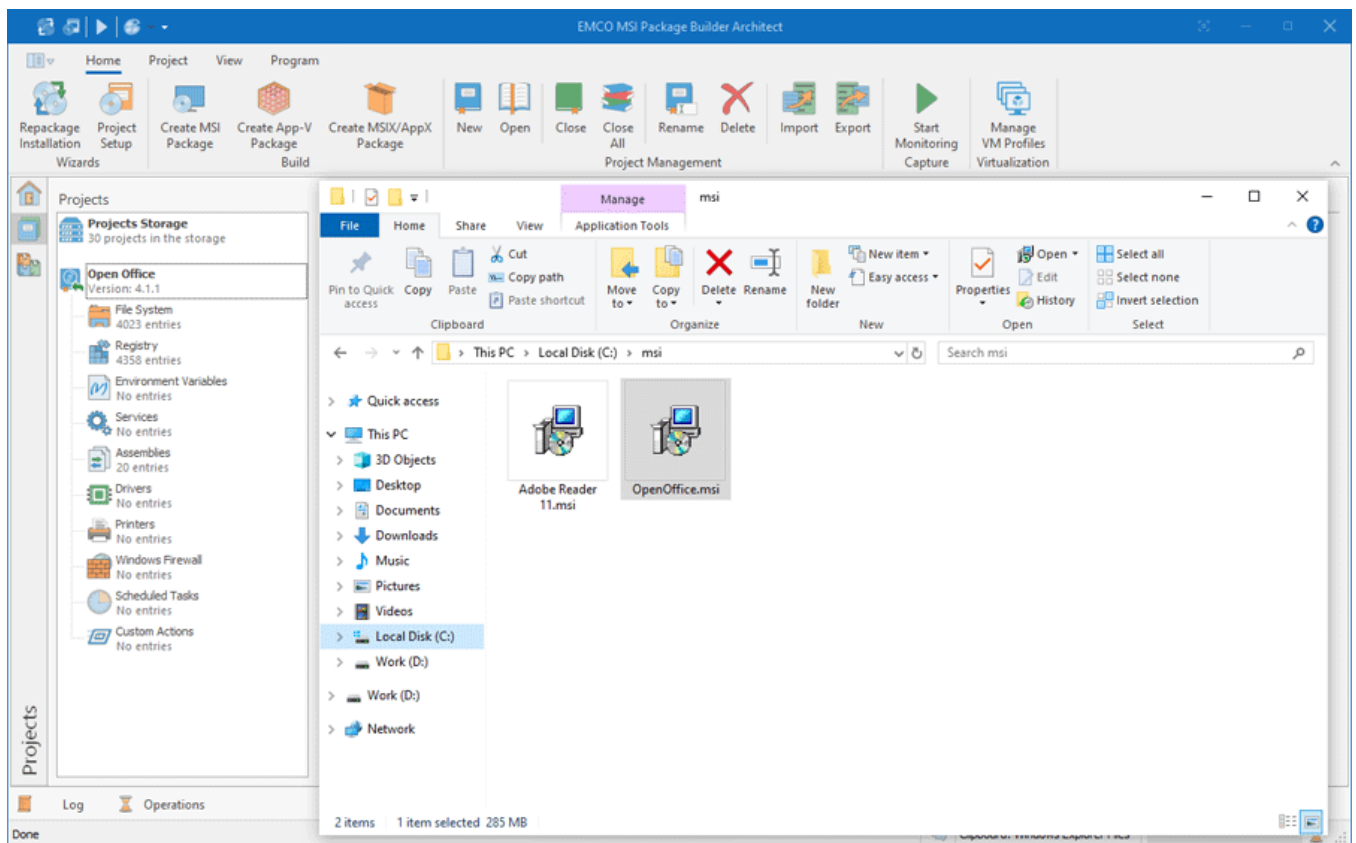 EMCO MSI Package Builder Architect
Home Project View Program
Repackage Installation
Project Setup
Wizards
Create MSI Package
Create App-V Package
Create MSIX/AppX Package
Build
New Open Close
Close All
Rename Delete Import Export
Project Management
Start Monitoring
Capture
Manage VM Profiles
Virtualization
Projects
Projects
Projects Storage
30 projects in the storage
Open Office
Version: 4.1.1
File System
4023 entries
Registry
4358 entries
Environment Variables
No entries
Services
No entries
Assemblies
20 entries
Drivers
No entries
Printers
No entries
Windows Firewall
No entries
Scheduled Tasks
No entries
Custom Actions
No entries
Manage msi
File Home Share View Application Tools
Pin to Quick access
Copy
Paste
Cut
Copy path
Paste shortcut
Clipboard
Move to
Copy to
Delete
Rename
Organize
New folder
New item
Easy access
New
Properties
Open
Edit
History
Open
Select all
Select none
Invert selection
Select
This PC > Local Disk (C:) > msi
Search msi
Quick access
This PC
3D Objects
Desktop
Documents
Downloads
Music
Pictures
Videos
Local Disk (C:)
Work (D:)
Work (D:)
Network
Adobe Reader
11.msi
OpenOffice.msi
2 items 1 item selected 285 MB
Log Operations
Done